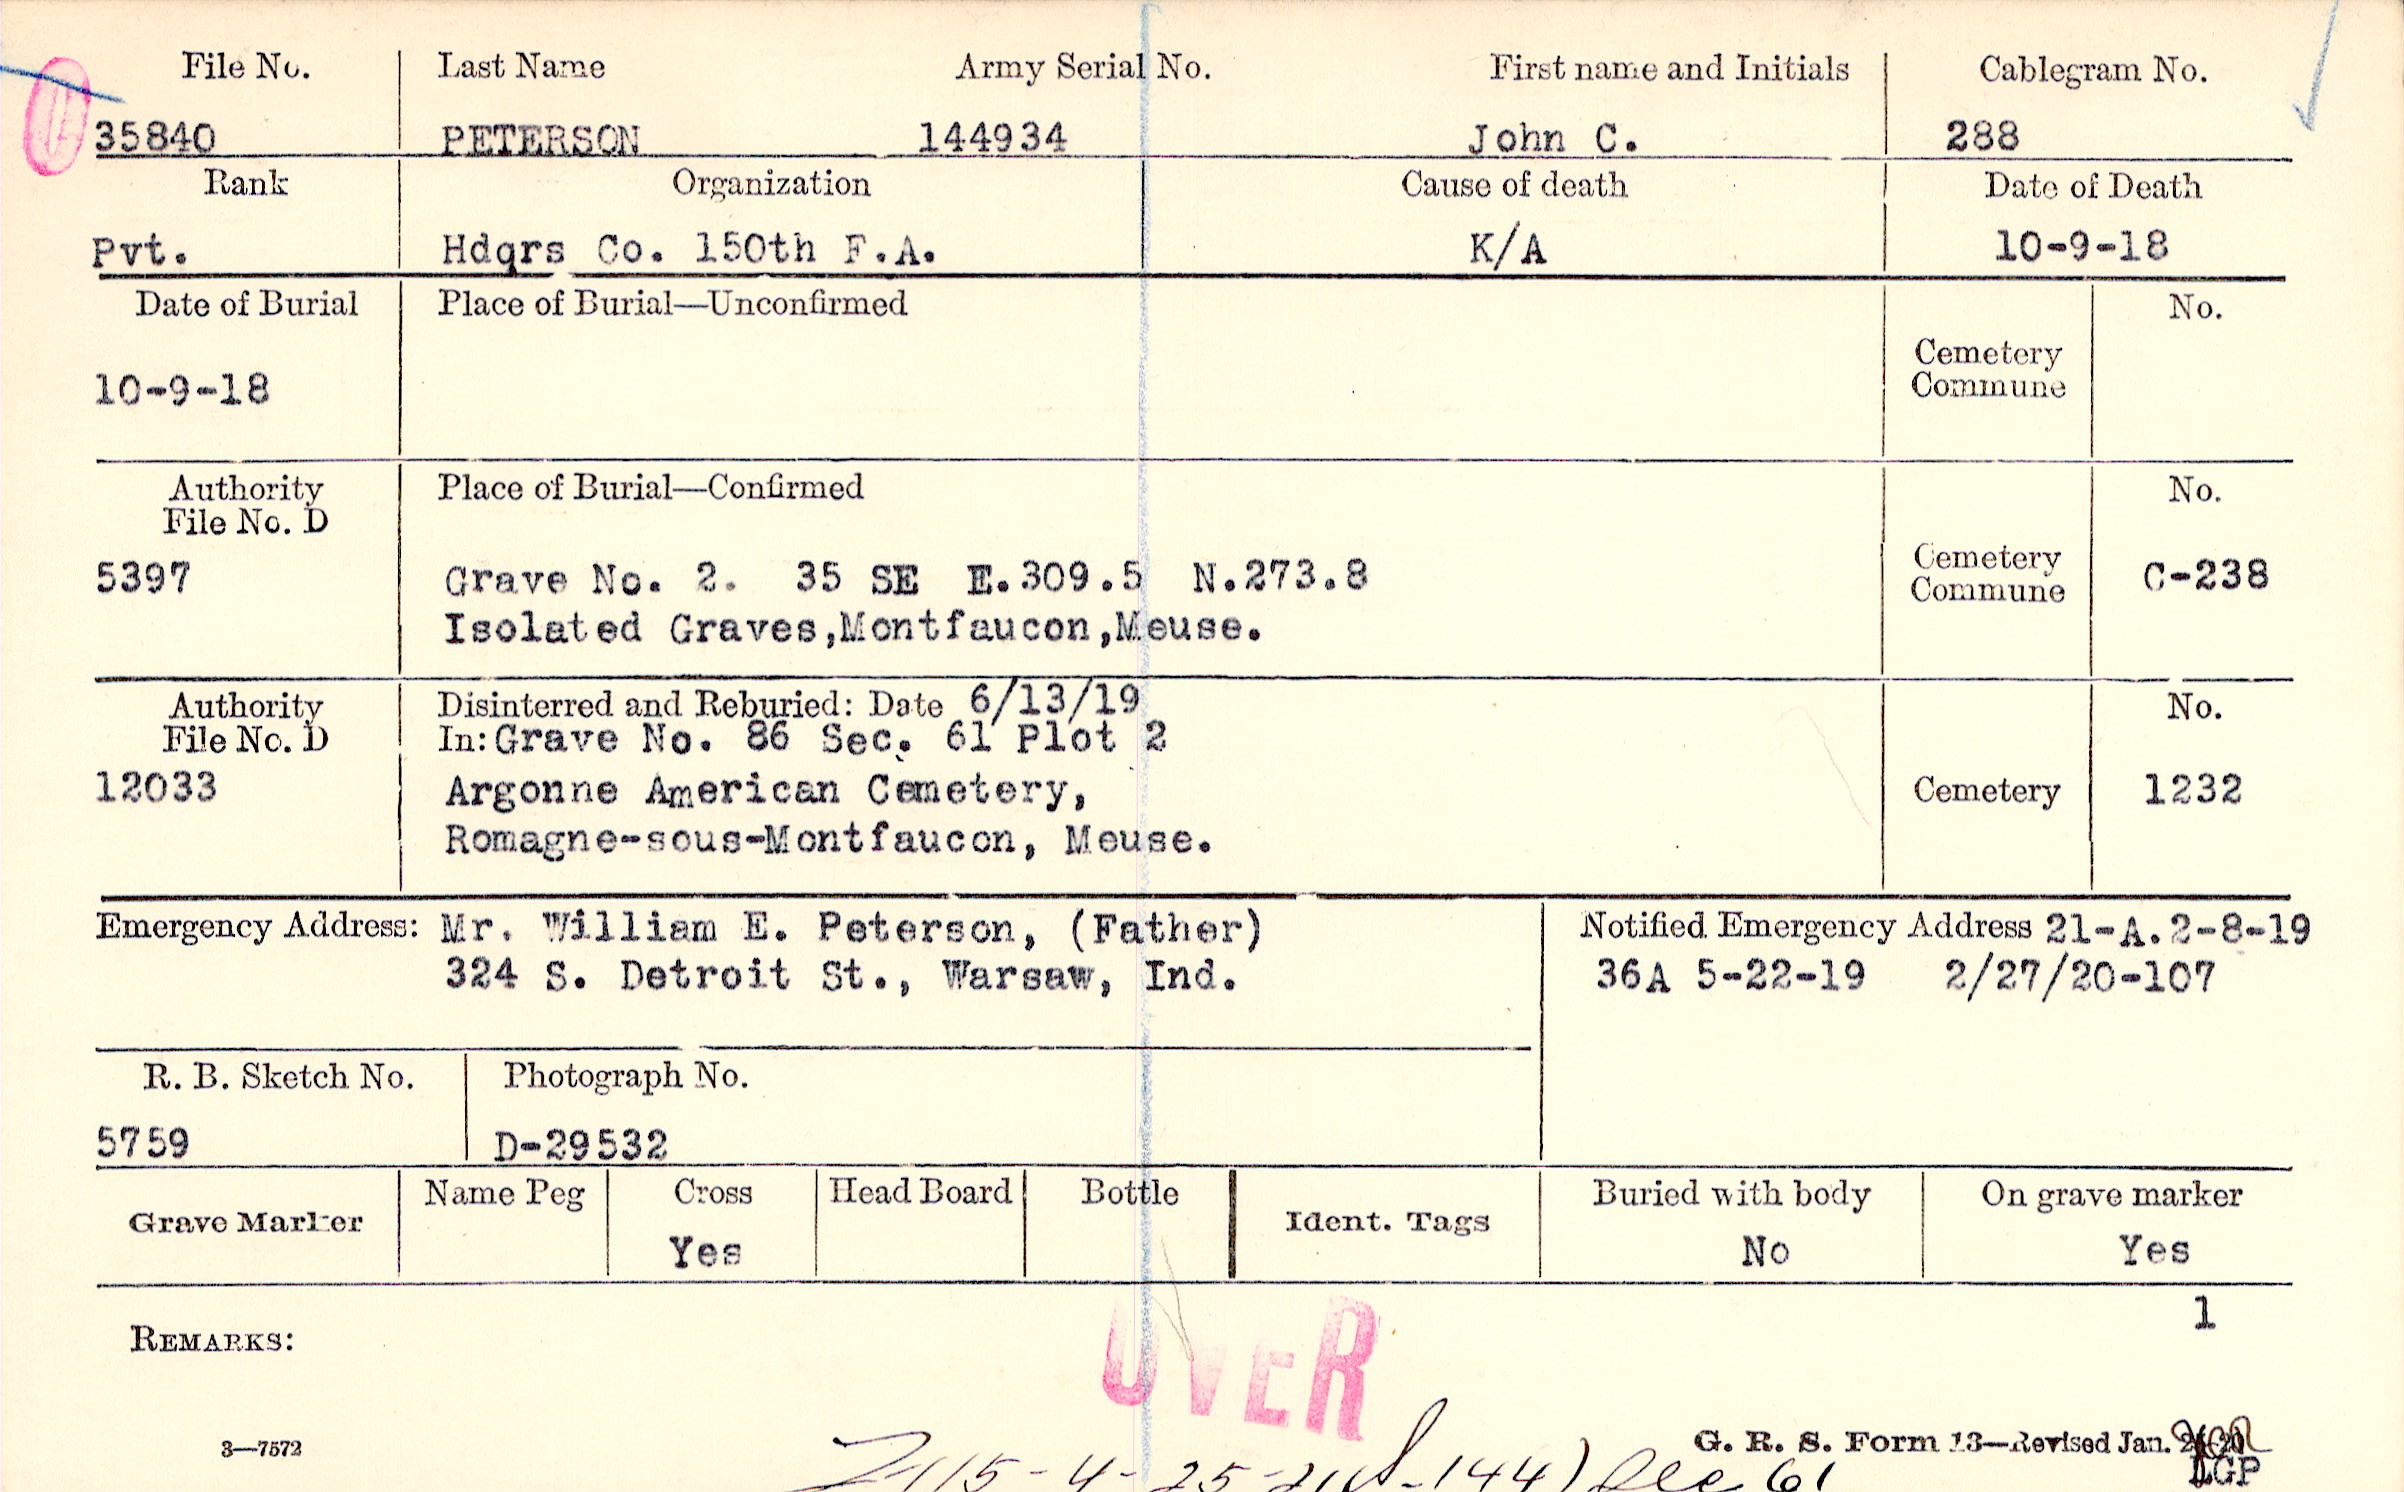 File No. Last Name Army Serial No. First name and Initials Cablegram No.
35840 PETERSON 144934 John C. 288
Rank Organization Cause of death Date of Death
Pvt. Hdqrs Co. 150th F.A. K/A 10-9-18
Date of Burial Place of Burial—Unconfirmed No.
Cemetery
Commune
10-9-18
Authority Place of Burial—Confirmed No.
File No. D
Cemetery
5397 Grave No. 2. 35 SE E.309.5 N.273.8 C-238
Commune
Isolated Graves,Montfaucon,Meuse.
Authority Disinterred and Reburied: Date 6/13/19 No.
File No. D In: Grave No. 86 Sec. 61 Plot 2
12033 Argonne American Cemetery, Cemetery 1232
Romagne-sous-Montfaucon, Meuse.
Emergency Address: Mr. William E. Peterson, (Father) Notified Emergency Address 21-A.2-8-19
324 S. Detroit St., Warsaw, Ind. 36A 5-22-19 2/27/20-107
R. B. Sketch No. Photograph No.
5759 D-29532
Name Peg Cross Head Board Bottle Buried with body On grave marker
Grave Marker Ident. Tags
Yes No Yes
1
REMARKS:
OVER
3—7572 G. R. S. Form 13—Revised Jan.
LGP